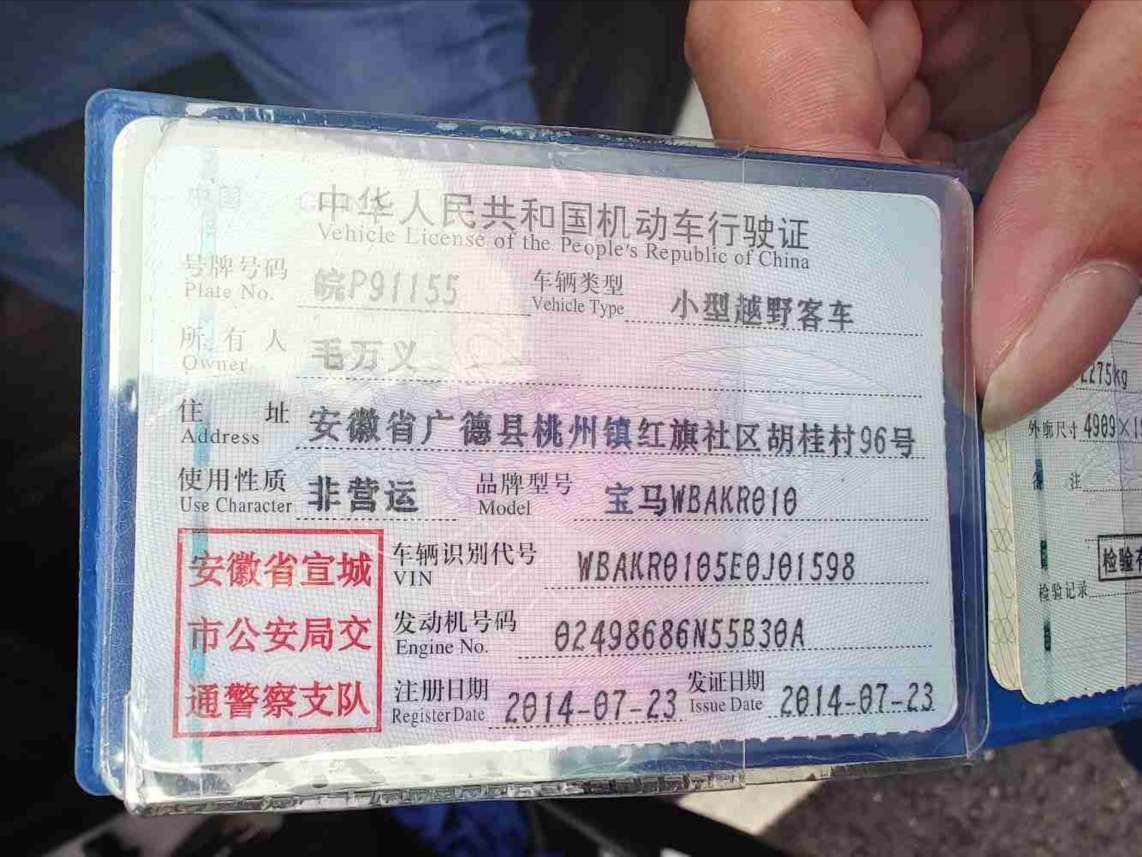 中华人民共和国机动车行驶证
Vehicle License of the People's Republic of China
号牌号码 皖P91155 车辆类型 小型越野客车
Plate No. Vehicle Type
所有人 毛万义
Owner
住址 安徽省广德县桃州镇红旗社区胡桂村96号
Address
使用性质 非营运 品牌型号 宝马WBAKR010
Use Character Model
安徽省宣城
市公安局交
通警察支队
车辆识别代号 WBAKR0105E0J01598
VIN
发动机号码 02498686N55B30A
Engine No.
注册日期 2014-07-23 发证日期 2014-07-23
Register Date Issue Date
2275kg
外廓尺寸 4909×1
注
检验
检验记录